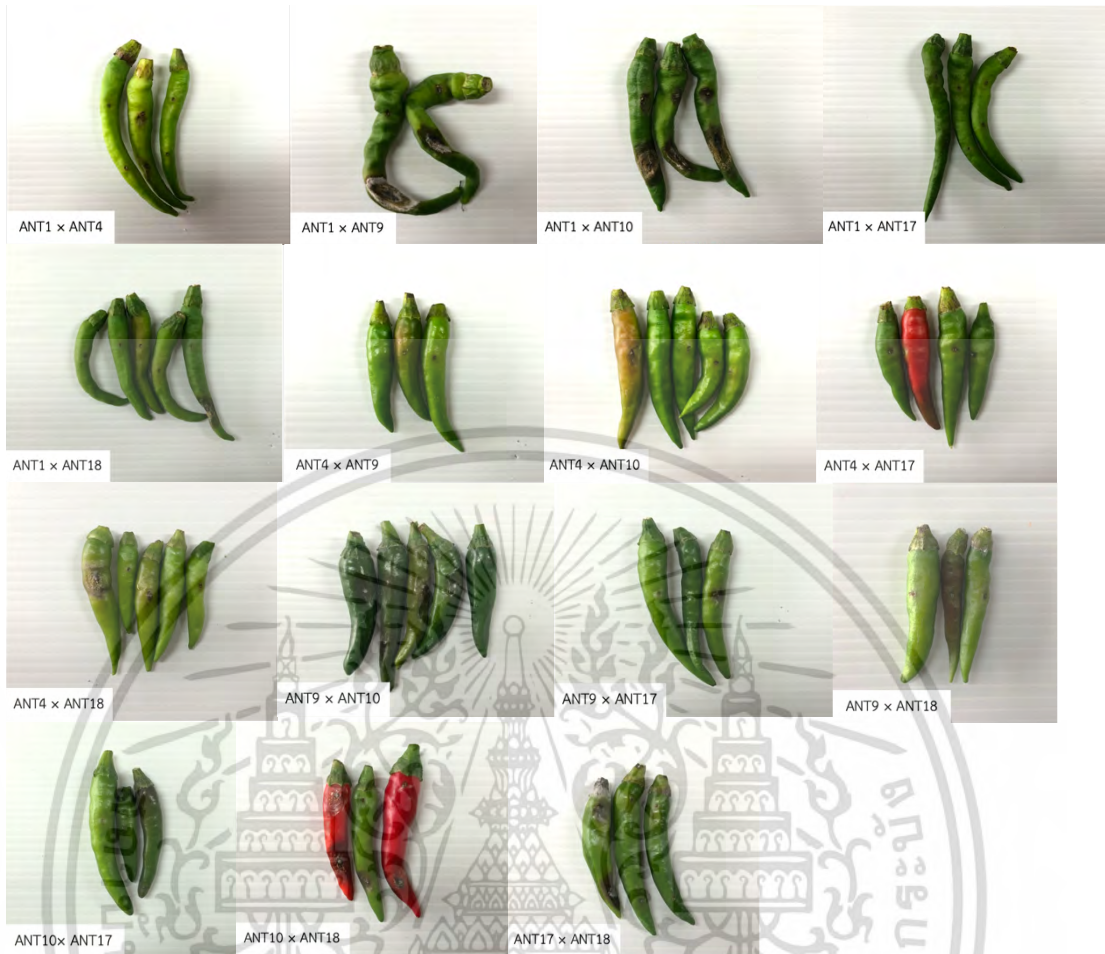 ANT1 × ANT4
ANT1 × ANT9
ANT1 × ANT10
ANT1 × ANT17
ANT1 × ANT18
ANT4 × ANT9
ANT4 × ANT10
ANT4 × ANT17
ANT4 × ANT18
ANT9 × ANT10
ANT9 × ANT17
ANT9 × ANT18
ANT10× ANT17
ANT10 × ANT18
ANT17 × ANT18